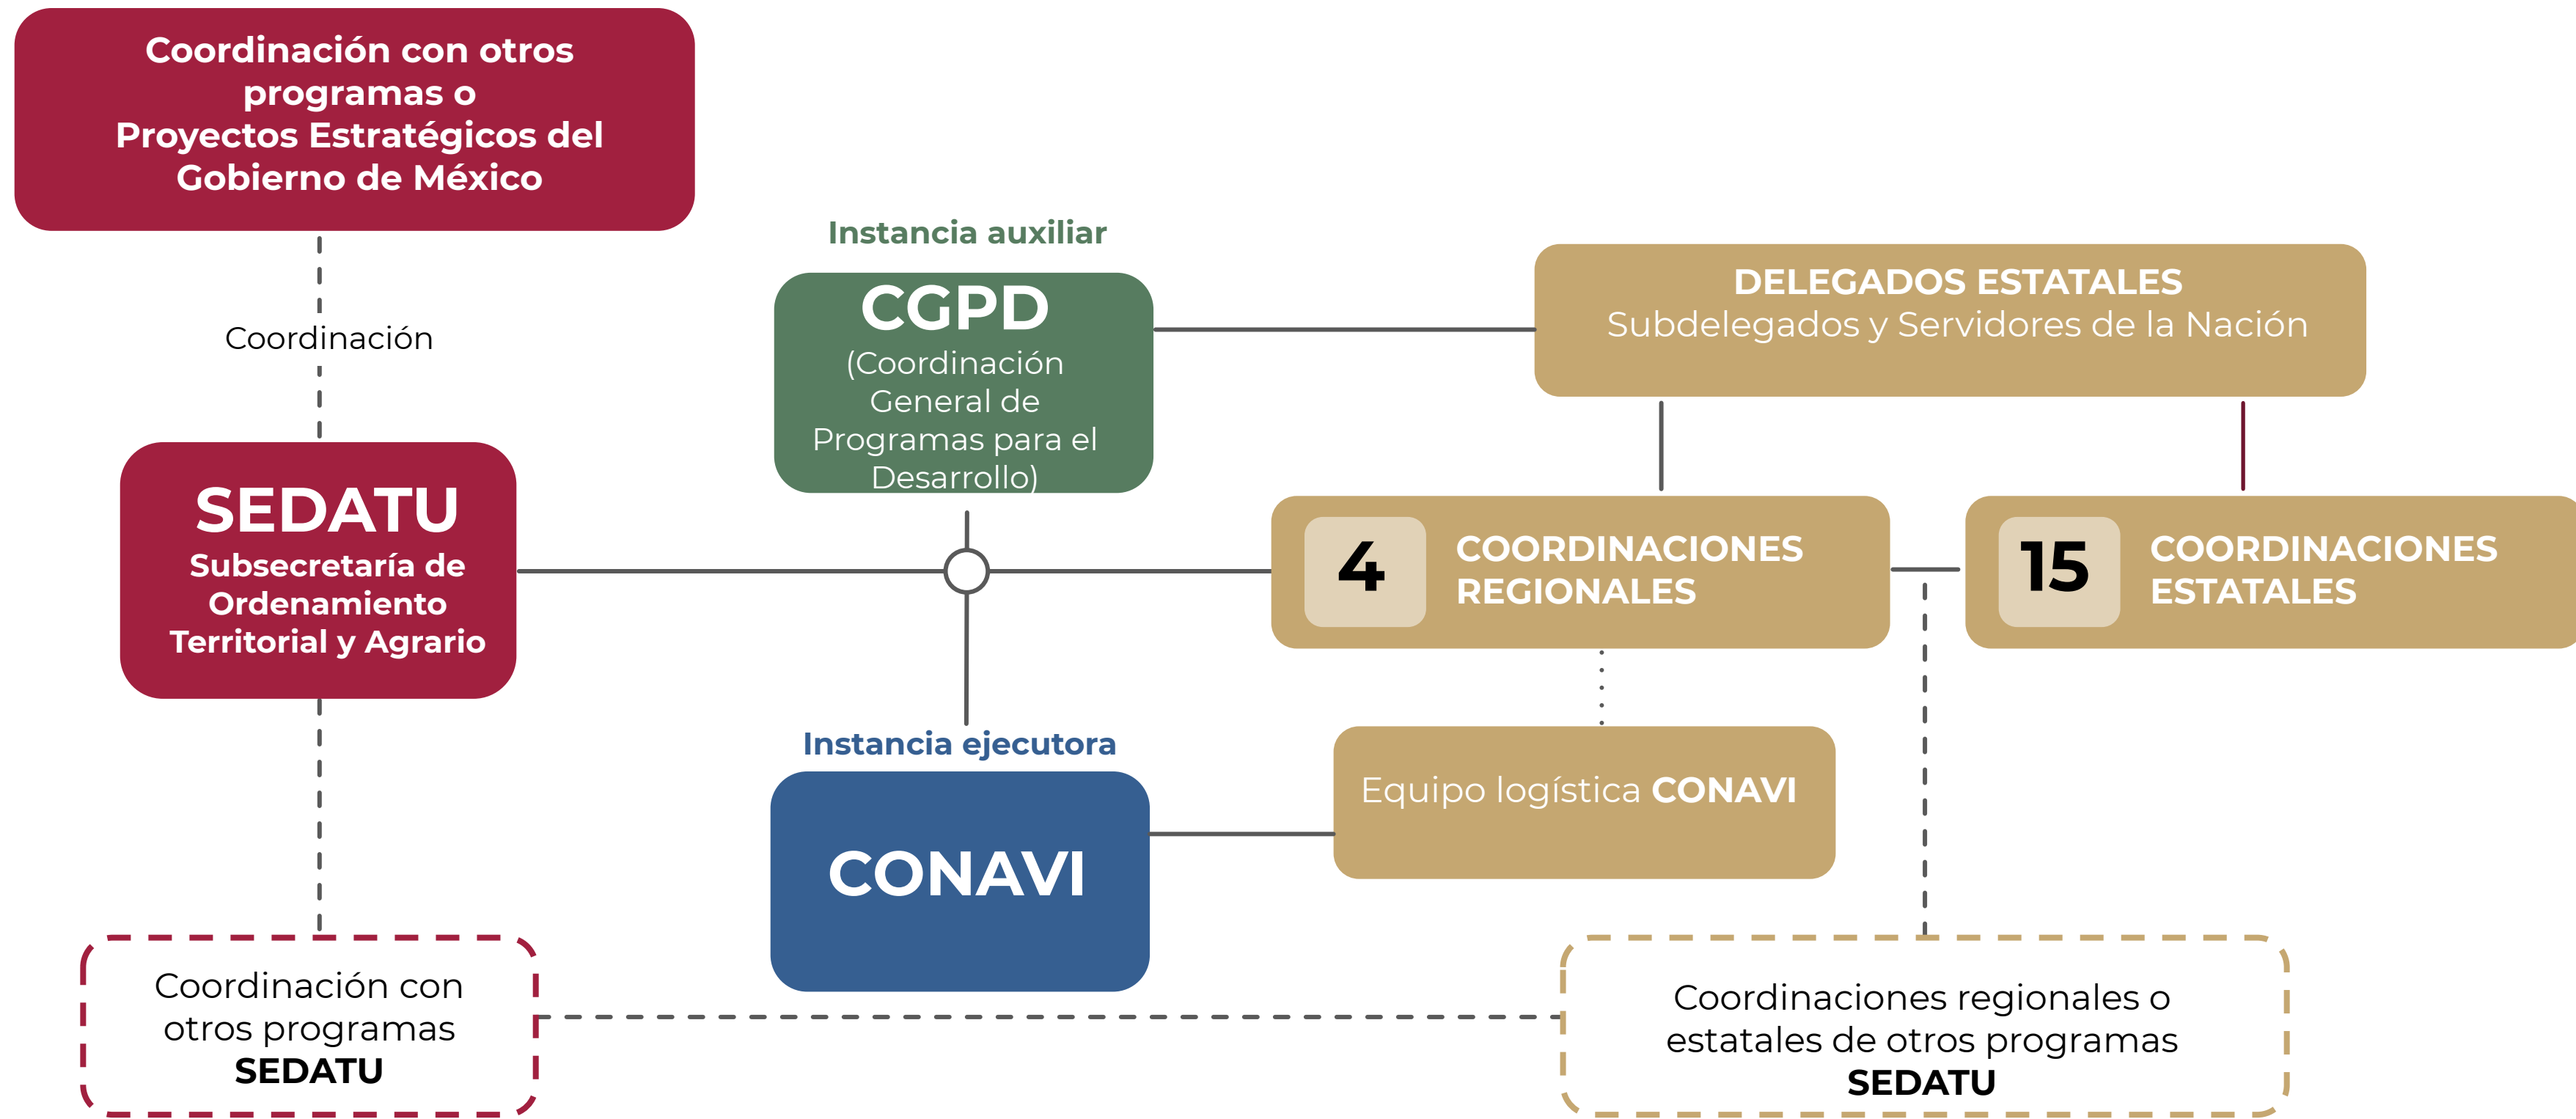 Coordinación con otros
programas o
Proyectos Estratégicos del
Gobierno de México
Coordinación
SEDATU
Subsecretaría de
Ordenamiento
Territorial y Agrario
Coordinación con
otros programas
SEDATU
Instancia auxiliar
CGPD
(Coordinación
General de
Programas para el
Desarrollo)
Instancia ejecutora
CONAVI
DELEGADOS ESTATALES
Subdelegados y Servidores de la Nación
4
COORDINACIONES
REGIONALES
15
COORDINACIONES
ESTATALES
Equipo logística CONAVI
Coordinaciones regionales o
estatales de otros programas
SEDATU